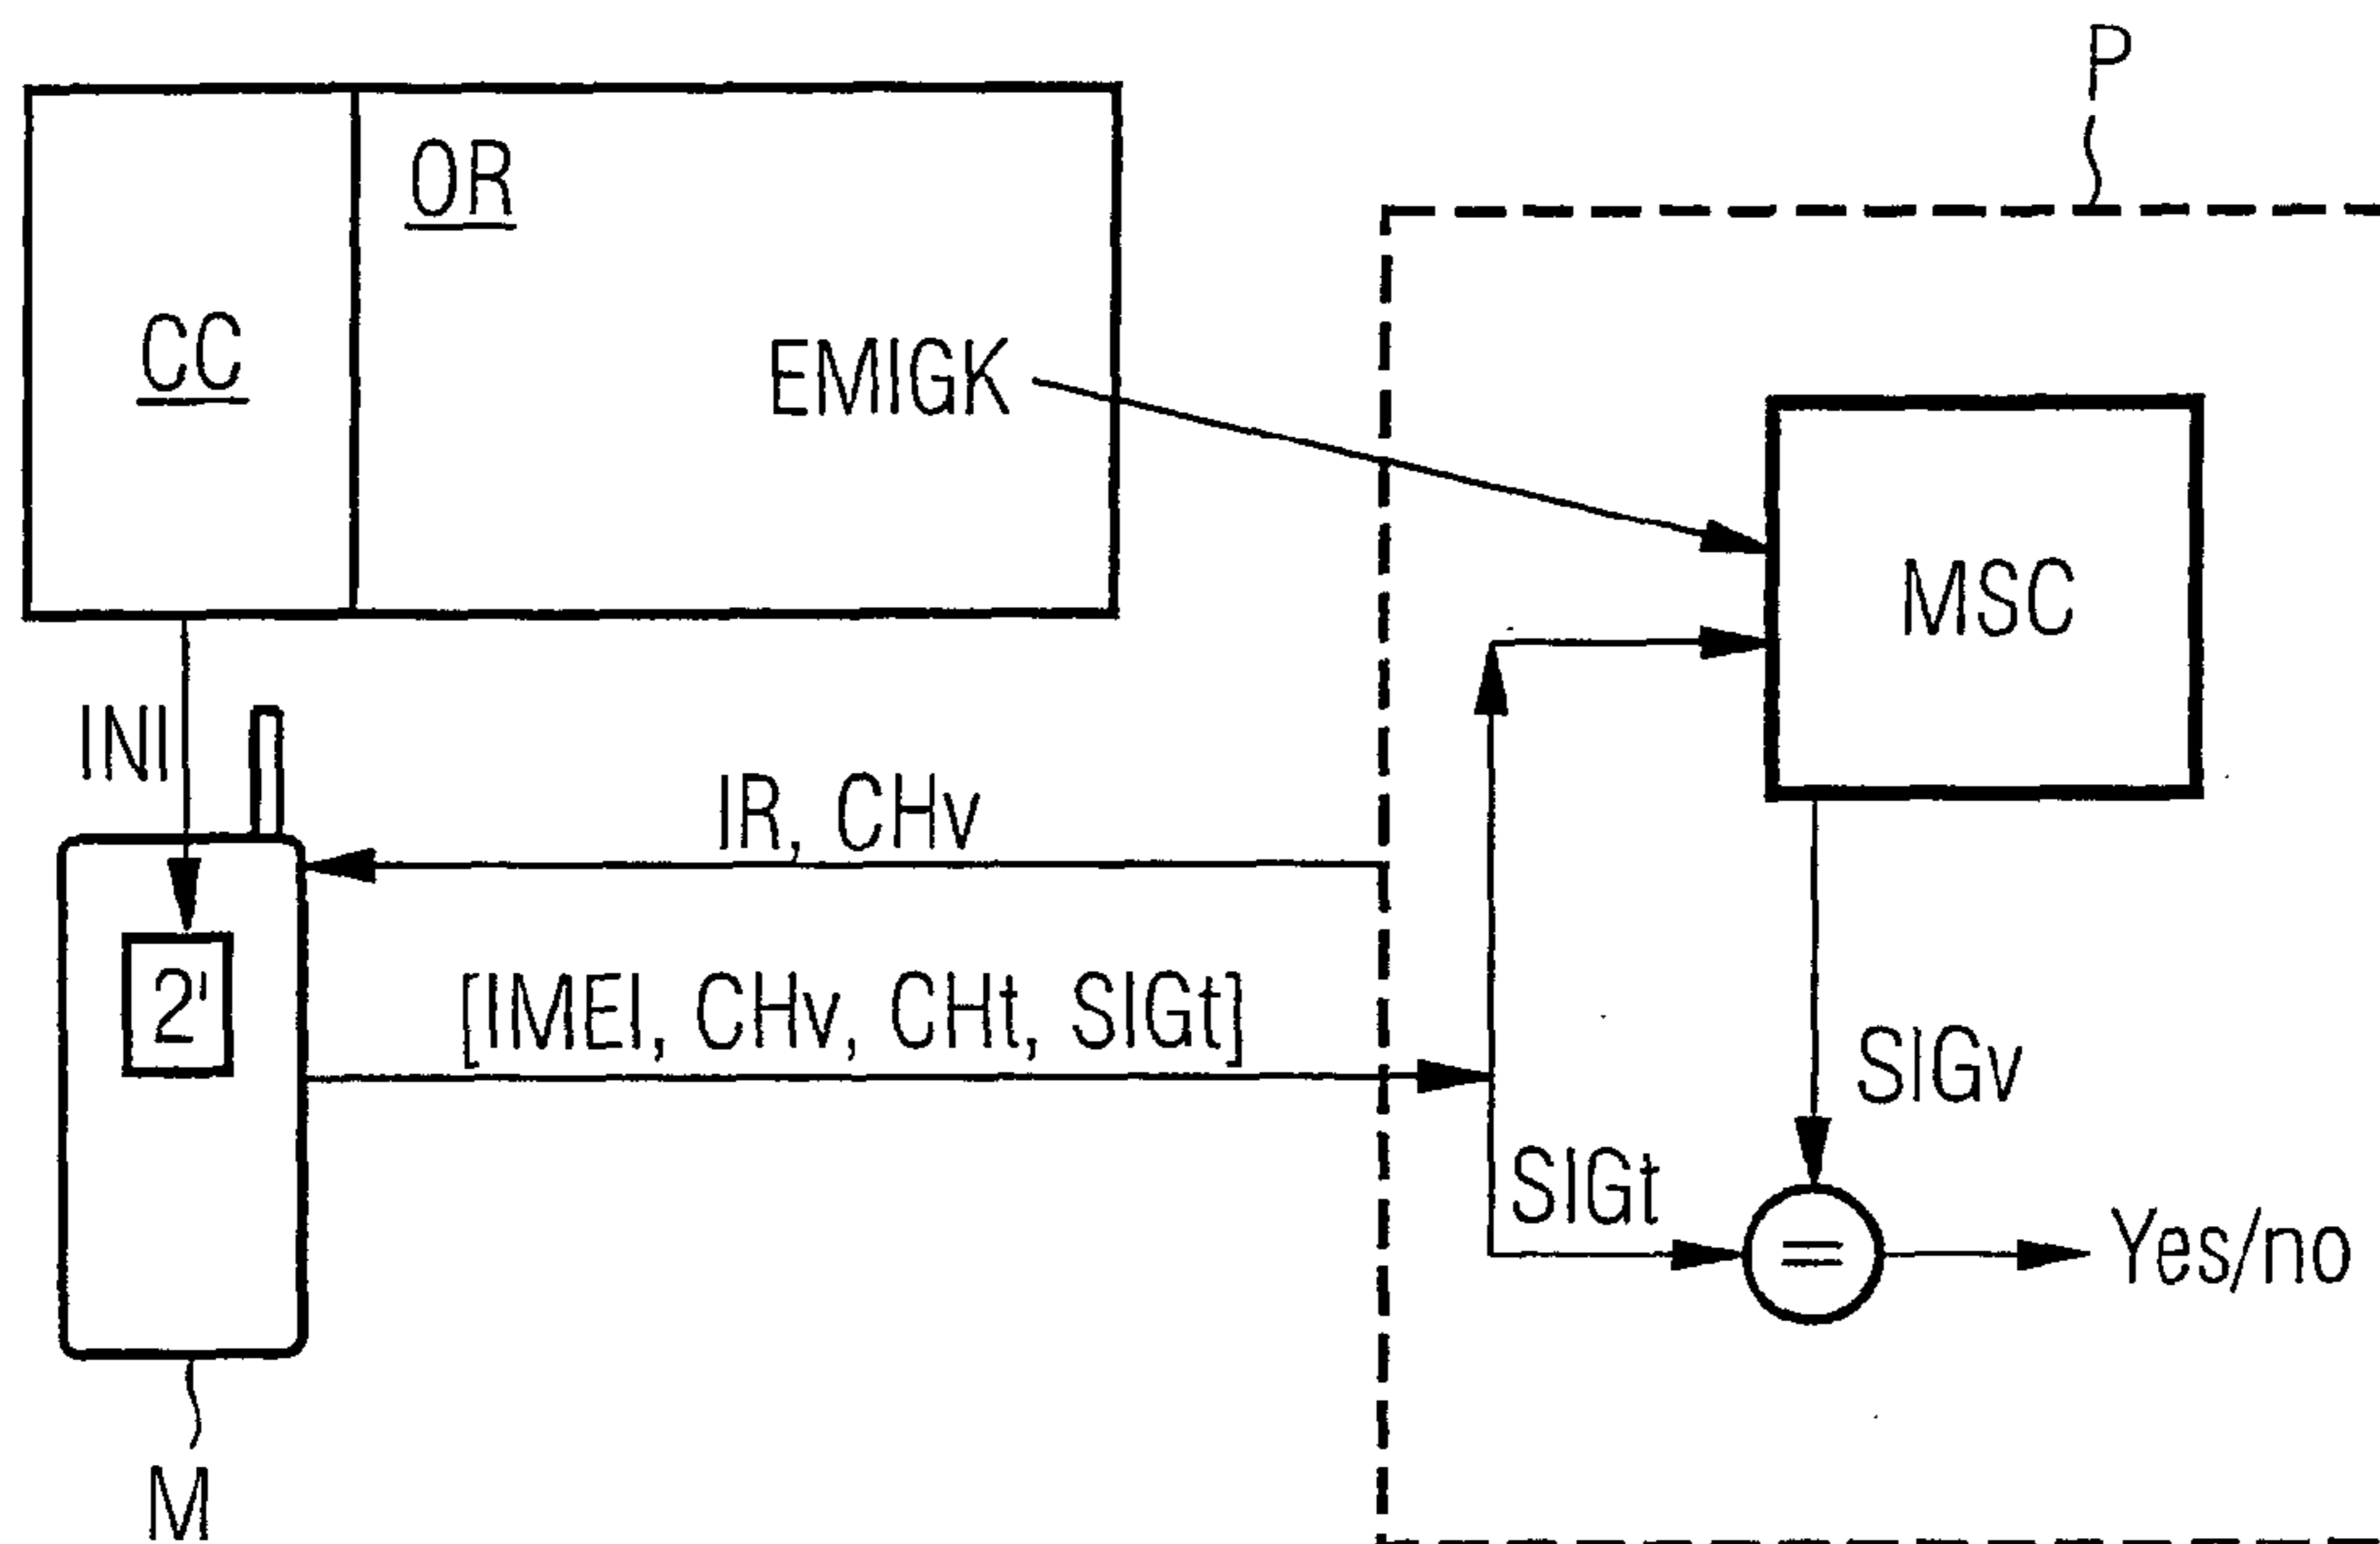 P
OR
CC
EMIGK
MSC
INI
IR, CHv
2'
[IMEI, CHv, CHt, SIGt]
SIGv
SIGt
=
Yes/no
M